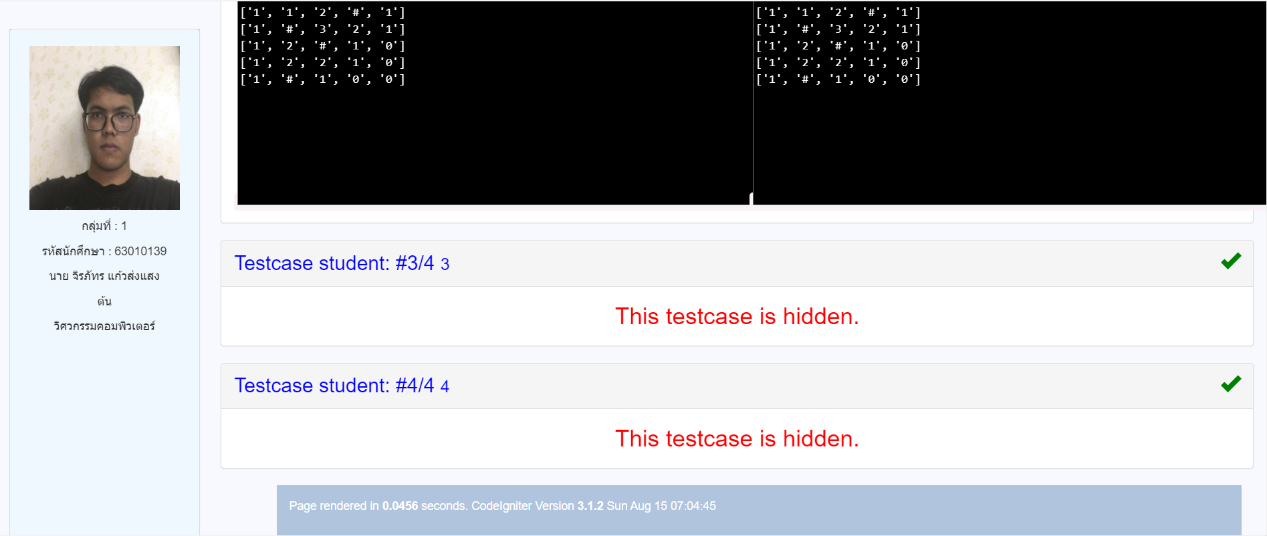 ['1', '1', '2', '#', '1']
['1', '#', '3', '2', '1']
['1', '2', '#', '1', '0']
['1', '2', '2', '1', '0']
['1', '#', '1', '0', '0']
['1', '1', '2', '#', '1']
['1', '#', '3', '2', '1']
['1', '2', '#', '1', '0']
['1', '2', '2', '1', '0']
['1', '#', '1', '0', '0']
กลุ่มที่ : 1
รหัสนักศึกษา : 63010139
นาย จิรภัทร แก้วส่งแสง
ต้น
วิศวกรรมคอมพิวเตอร์
Testcase student: #3/4 3
This testcase is hidden.
Testcase student: #4/4 4
This testcase is hidden.
Page rendered in 0.0456 seconds. CodeIgniter Version 3.1.2 Sun Aug 15 07:04:45